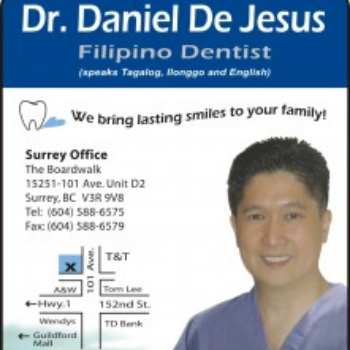 Dr. Daniel De Jesus
Filipino Dentist
(speaks Tagalog, Ilonggo and English)
We bring lasting smiles to your family!
Surrey Office
The Boardwalk
15251-101 Ave. Unit D2
Surrey, BC V3R 9V8
Tel: (604) 588-6575
Fax: (604) 588-6579
X
101 Ave.
T&T
A&W
Tom Lee
←Hwy.1
152nd St.
Wendys
TD Bank
← Guildford
Mall